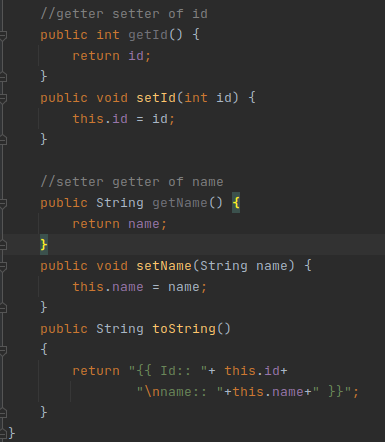 //getter setter of id
public int getId() {
return id;
}
public void setId(int id) {
this.id = id;
}
//setter getter of name
public String getName() {
return name;
}
public void setName(String name) {
this.name = name;
}
public String toString()
{
return "{{ Id:: "+ this.id+
"\nname:: "+this.name+" }}";
}
}